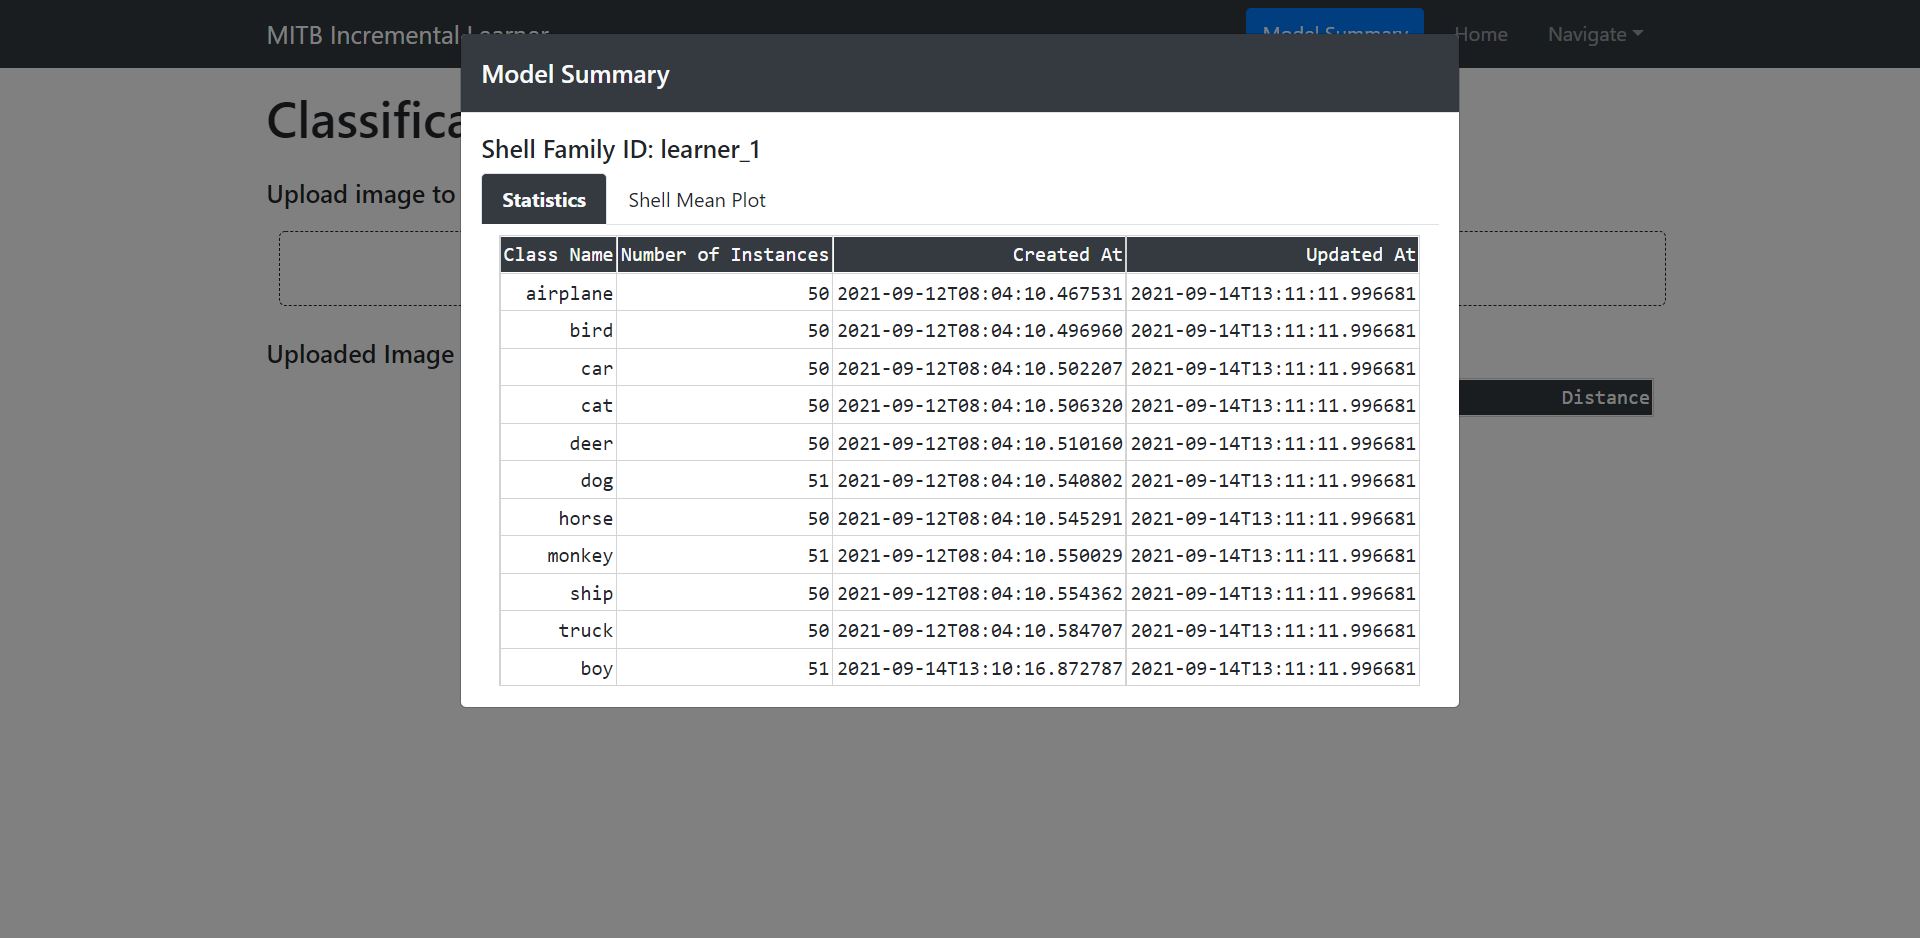 MITB Incremental Learner
Model Summary
Home
Navigate
Model Summary
Classifica
Shell Family ID: learner_1
Upload image to
Statistics
Shell Mean Plot
Class Name Number of Instances Created At Updated At
airplane 50 2021-09-12T08:04:10.467531 2021-09-14T13:11:11.996681
bird 50 2021-09-12T08:04:10.496960 2021-09-14T13:11:11.996681
Uploaded Image
car 50 2021-09-12T08:04:10.502207 2021-09-14T13:11:11.996681
Distance
cat 50 2021-09-12T08:04:10.506320 2021-09-14T13:11:11.996681
deer 50 2021-09-12T08:04:10.510160 2021-09-14T13:11:11.996681
dog 51 2021-09-12T08:04:10.540802 2021-09-14T13:11:11.996681
horse 50 2021-09-12T08:04:10.545291 2021-09-14T13:11:11.996681
monkey 51 2021-09-12T08:04:10.550029 2021-09-14T13:11:11.996681
ship 50 2021-09-12T08:04:10.554362 2021-09-14T13:11:11.996681
truck 50 2021-09-12T08:04:10.584707 2021-09-14T13:11:11.996681
boy 51 2021-09-14T13:10:16.872787 2021-09-14T13:11:11.996681